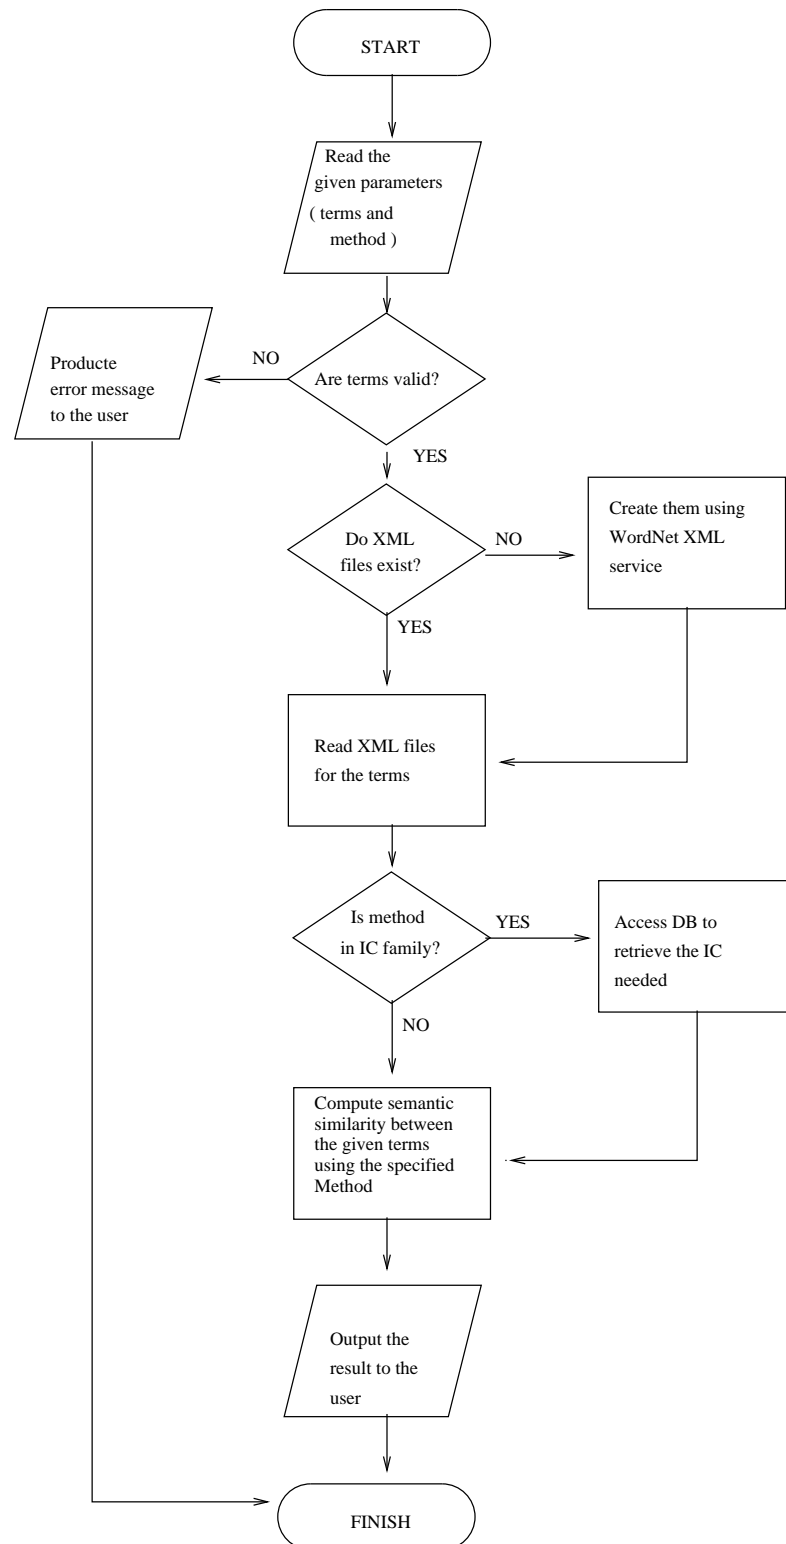 START
Read the
given parameters
( terms and
method )
NO
Are terms valid?
Producte
error message
to the user
YES
Do XML
files exist?
NO
Create them using
WordNet XML
service
YES
Read XML files
for the terms
Is method
in IC family?
YES
Access DB to
retrieve the IC
needed
NO
Compute semantic
similarity between
the given terms
using the specified
Method
Output the
result to the
user
FINISH